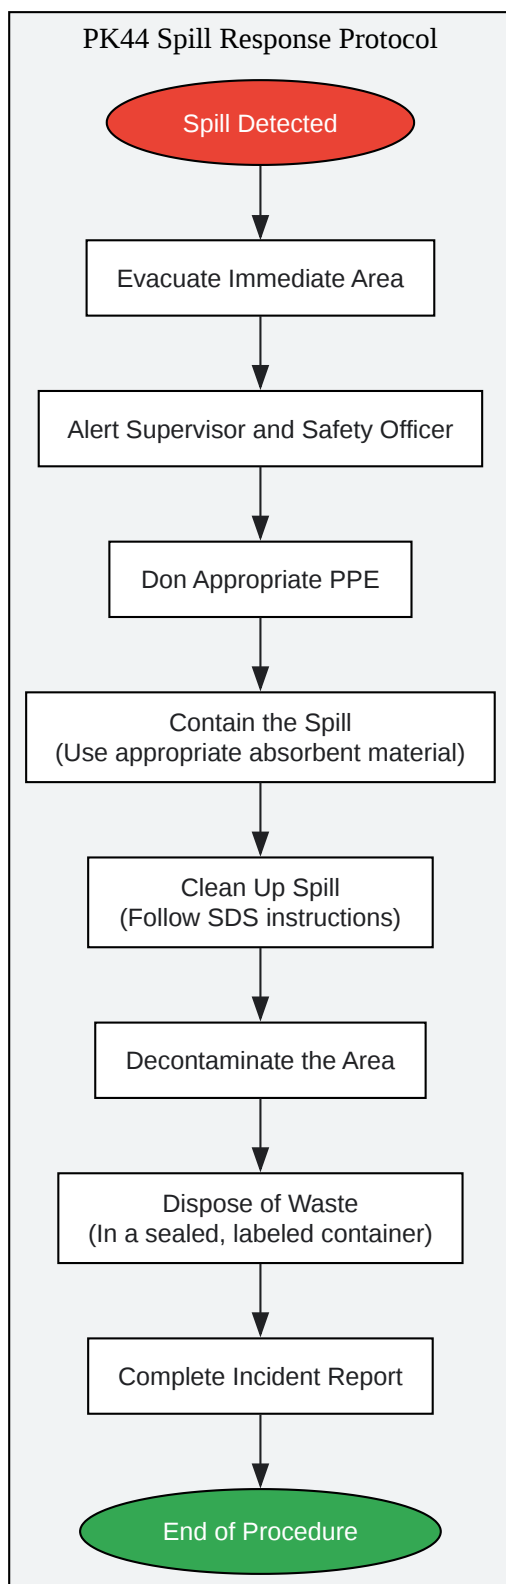 PK44 Spill Response Protocol
Spill Detected
Evacuate Immediate Area
Alert Supervisor and Safety Officer
Don Appropriate PPE
Contain the Spill
(Use appropriate absorbent material)
Clean Up Spill
(Follow SDS instructions)
Decontaminate the Area
Dispose of Waste
(In a sealed, labeled container)
Complete Incident Report
End of Procedure